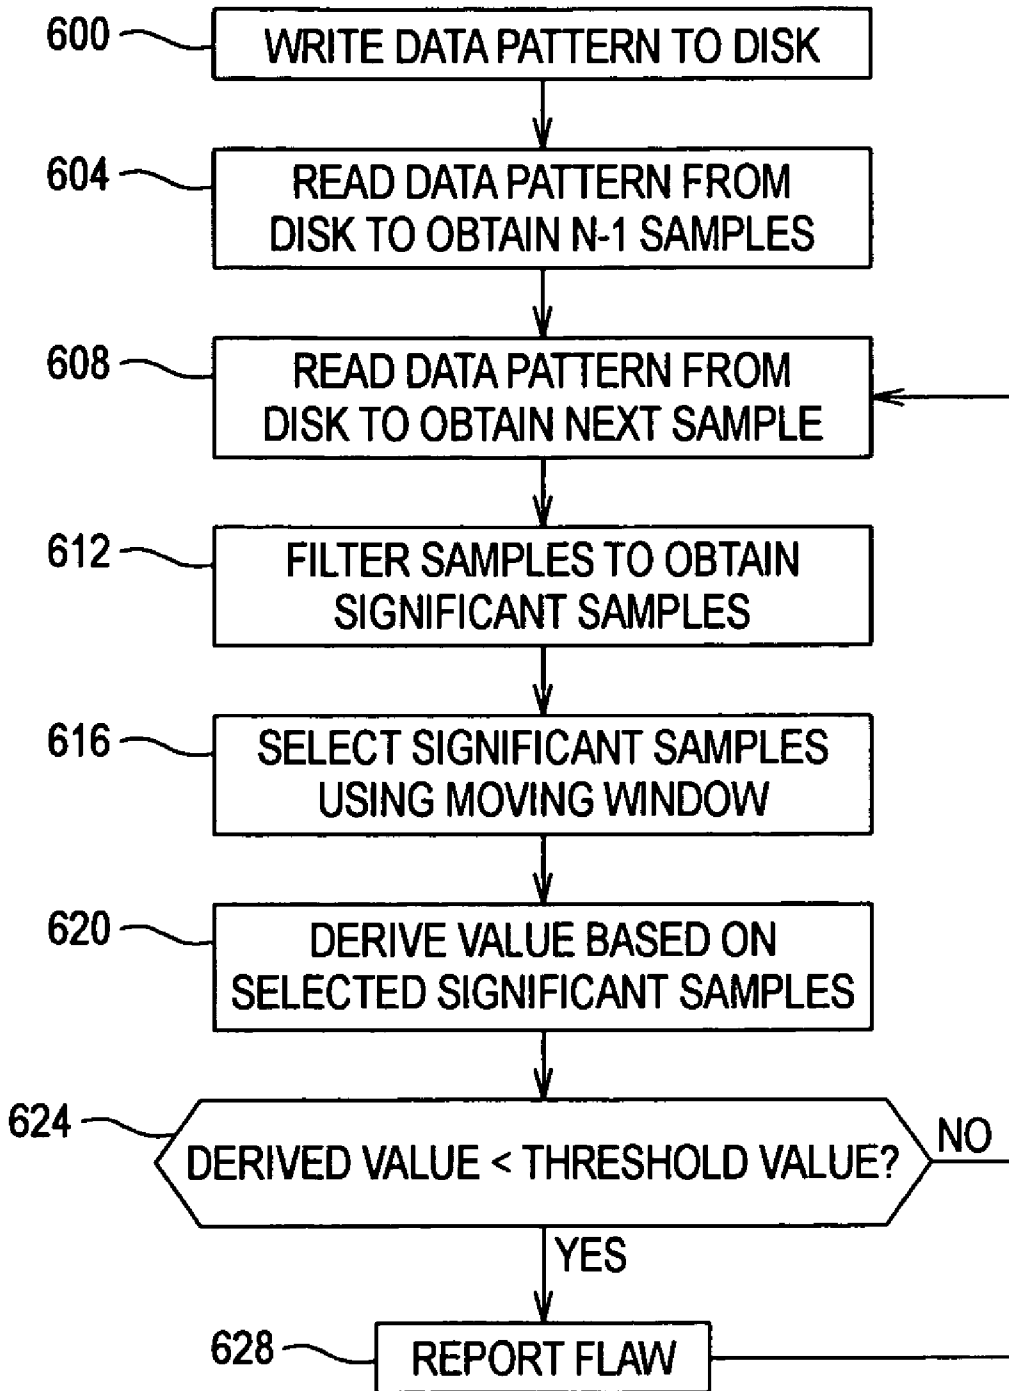 600
WRITE DATA PATTERN TO DISK
604
READ DATA PATTERN FROM
DISK TO OBTAIN N-1 SAMPLES
608
READ DATA PATTERN FROM
DISK TO OBTAIN NEXT SAMPLE
612
FILTER SAMPLES TO OBTAIN
SIGNIFICANT SAMPLES
616
SELECT SIGNIFICANT SAMPLES
USING MOVING WINDOW
620
DERIVE VALUE BASED ON
SELECTED SIGNIFICANT SAMPLES
624
DERIVED VALUE < THRESHOLD VALUE?
NO
YES
628
REPORT FLAW